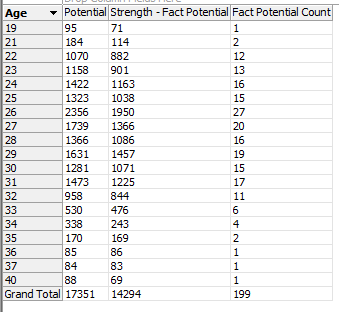 Drop Column Fields Here
Age Potential Strength - Fact Potential Fact Potential Count
19 95 71 1
21 184 114 2
22 1070 882 12
23 1158 901 13
24 1422 1163 16
25 1323 1038 15
26 2356 1950 27
27 1739 1366 20
28 1366 1086 16
29 1631 1457 19
30 1281 1071 15
31 1473 1225 17
32 958 844 11
33 530 476 6
34 338 243 4
35 170 169 2
36 85 86 1
37 84 83 1
40 88 69 1
Grand Total 17351 14294 199